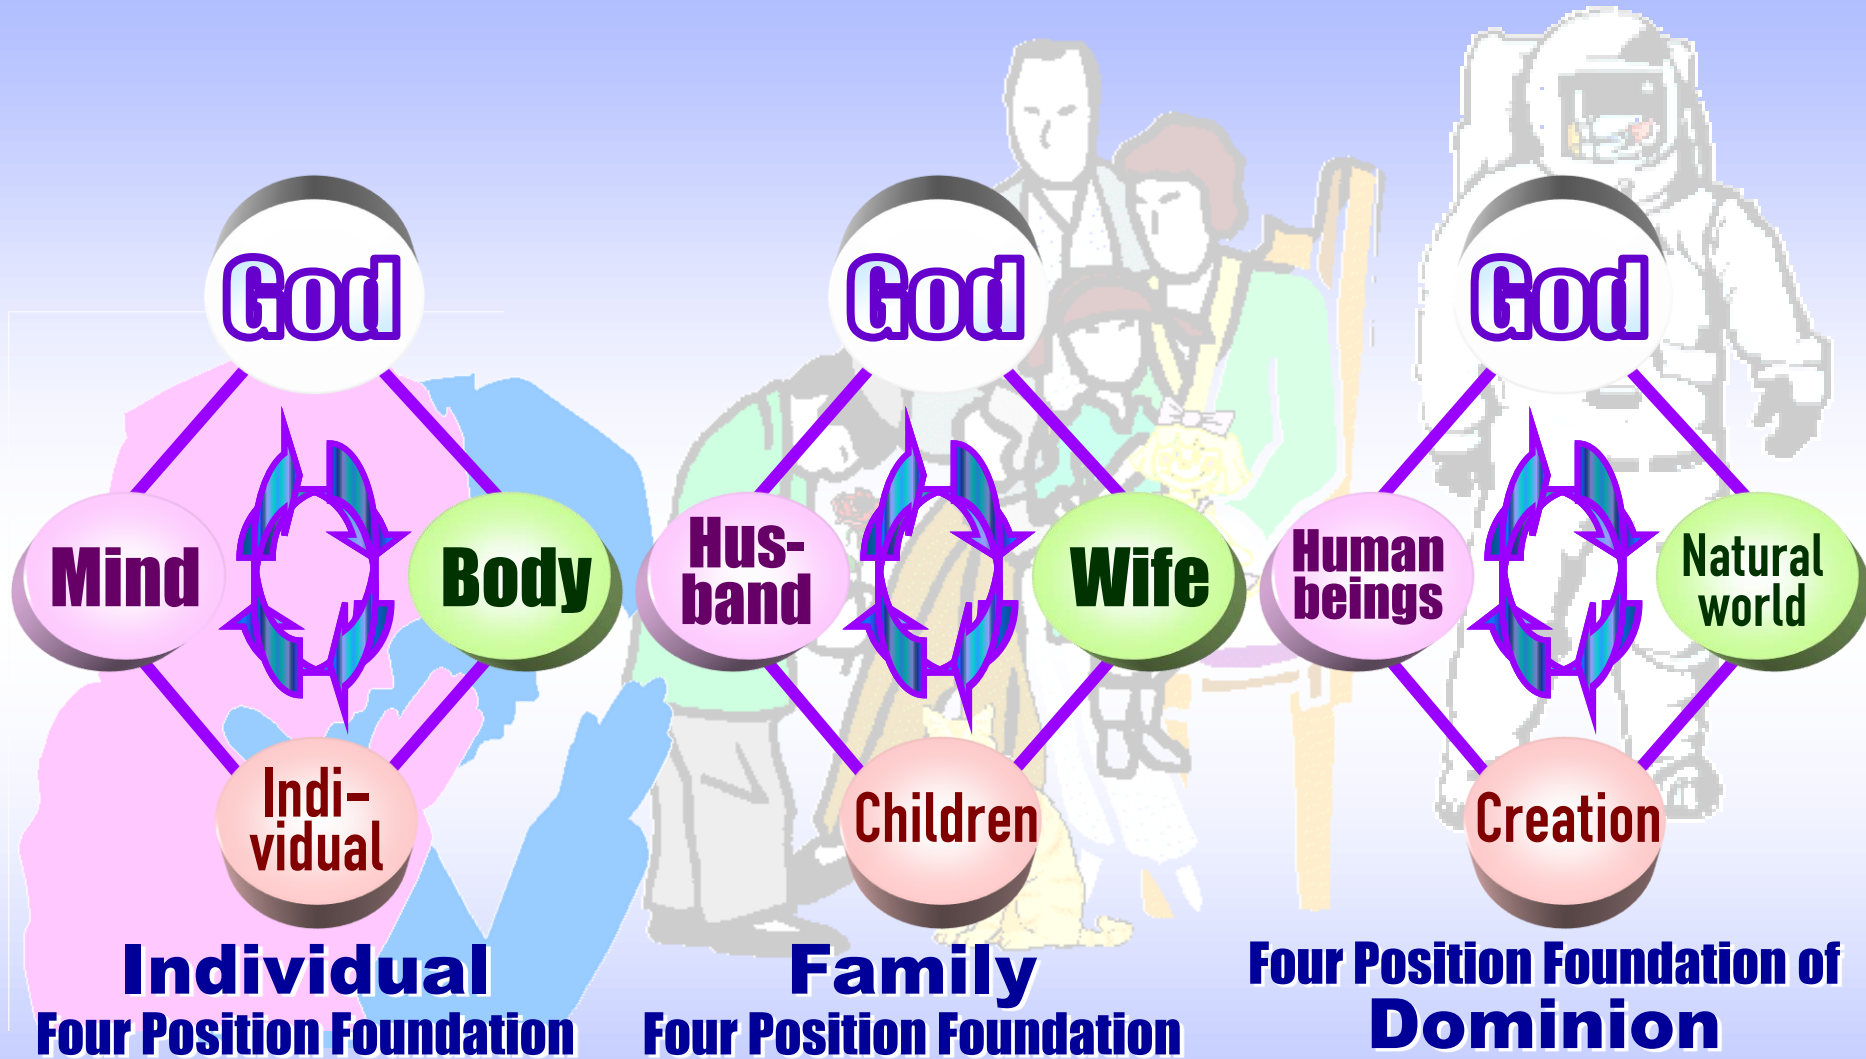 God
Mind
Body
Indi-
vidual
Individual
Four Position Foundation
God
Hus-
band
Wife
Children
Family
Four Position Foundation
God
Human
beings
Natural
world
Creation
Four Position Foundation of
Dominion